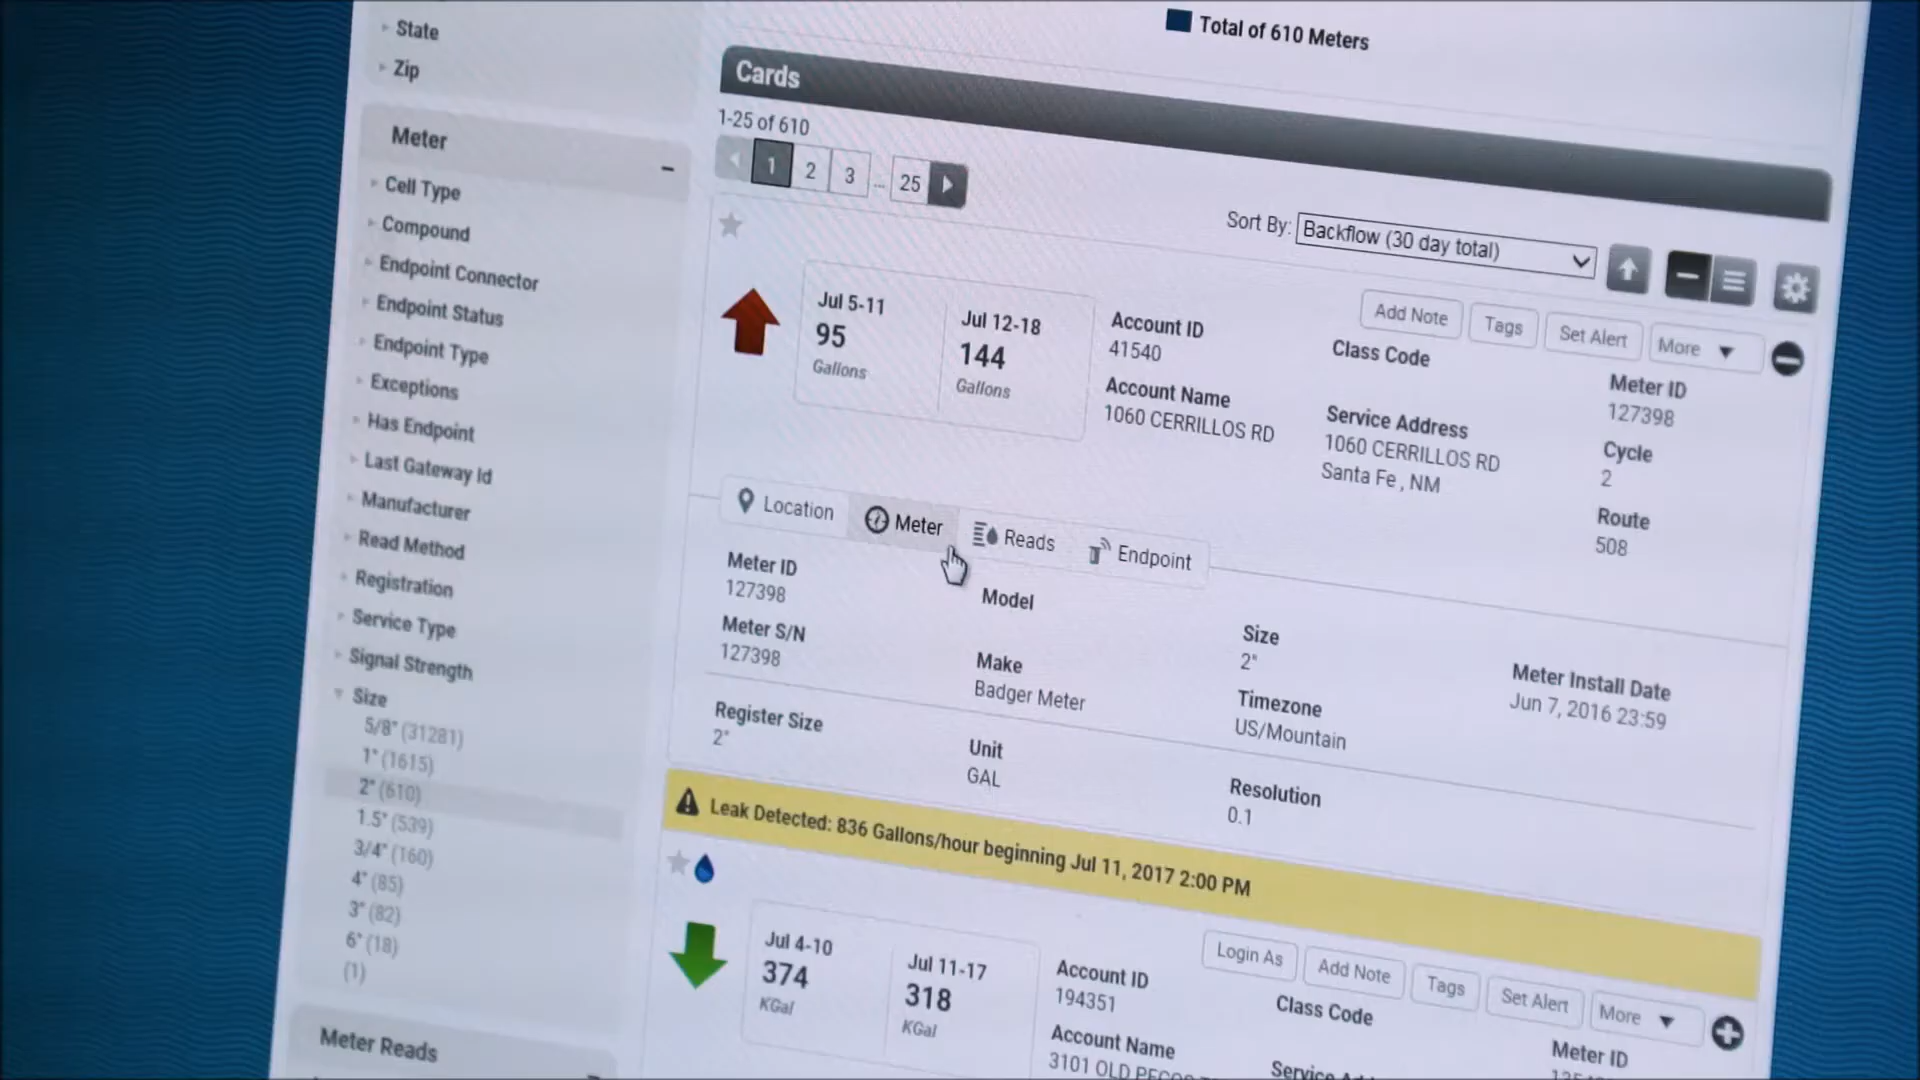 State
Zip
Meter
Cell Type
Compound
Endpoint Connector
Endpoint Status
Endpoint Type
Exceptions
Has Endpoint
Last Gateway Id
Manufacturer
Read Method
Registration
Service Type
Signal Strength
Size
5/8" (31281)
1" (1615)
2" (610)
1.5" (539)
3/4" (160)
4" (85)
3" (82)
6" (18)
(1)
Meter Reads
Total of 610 Meters
Cards
1-25 of 610
1 2 3 ... 25
Sort By: Backflow (30 day total)
Add Note Tags Set Alert More
Jul 5-11
95
Gallons
Jul 12-18
144
Gallons
Account ID
41540
Account Name
1060 CERRILLOS RD
Class Code
Service Address
1060 CERRILLOS RD
Santa Fe , NM
Meter ID
127398
Cycle
2
Route
508
Location Meter Reads Endpoint
Meter ID
127398
Meter S/N
127398
Model
Make
Badger Meter
Size
2"
Timezone
US/Mountain
Meter Install Date
Jun 7, 2016 23:59
Register Size
2"
Unit
GAL
Resolution
0.1
Leak Detected: 836 Gallons/hour beginning Jul 11, 2017 2:00 PM
Login As Add Note Tags Set Alert More
Jul 4-10
374
KGal
Jul 11-17
318
KGal
Account ID
194351
Account Name
3101 OLD
Class Code
Service
Meter ID